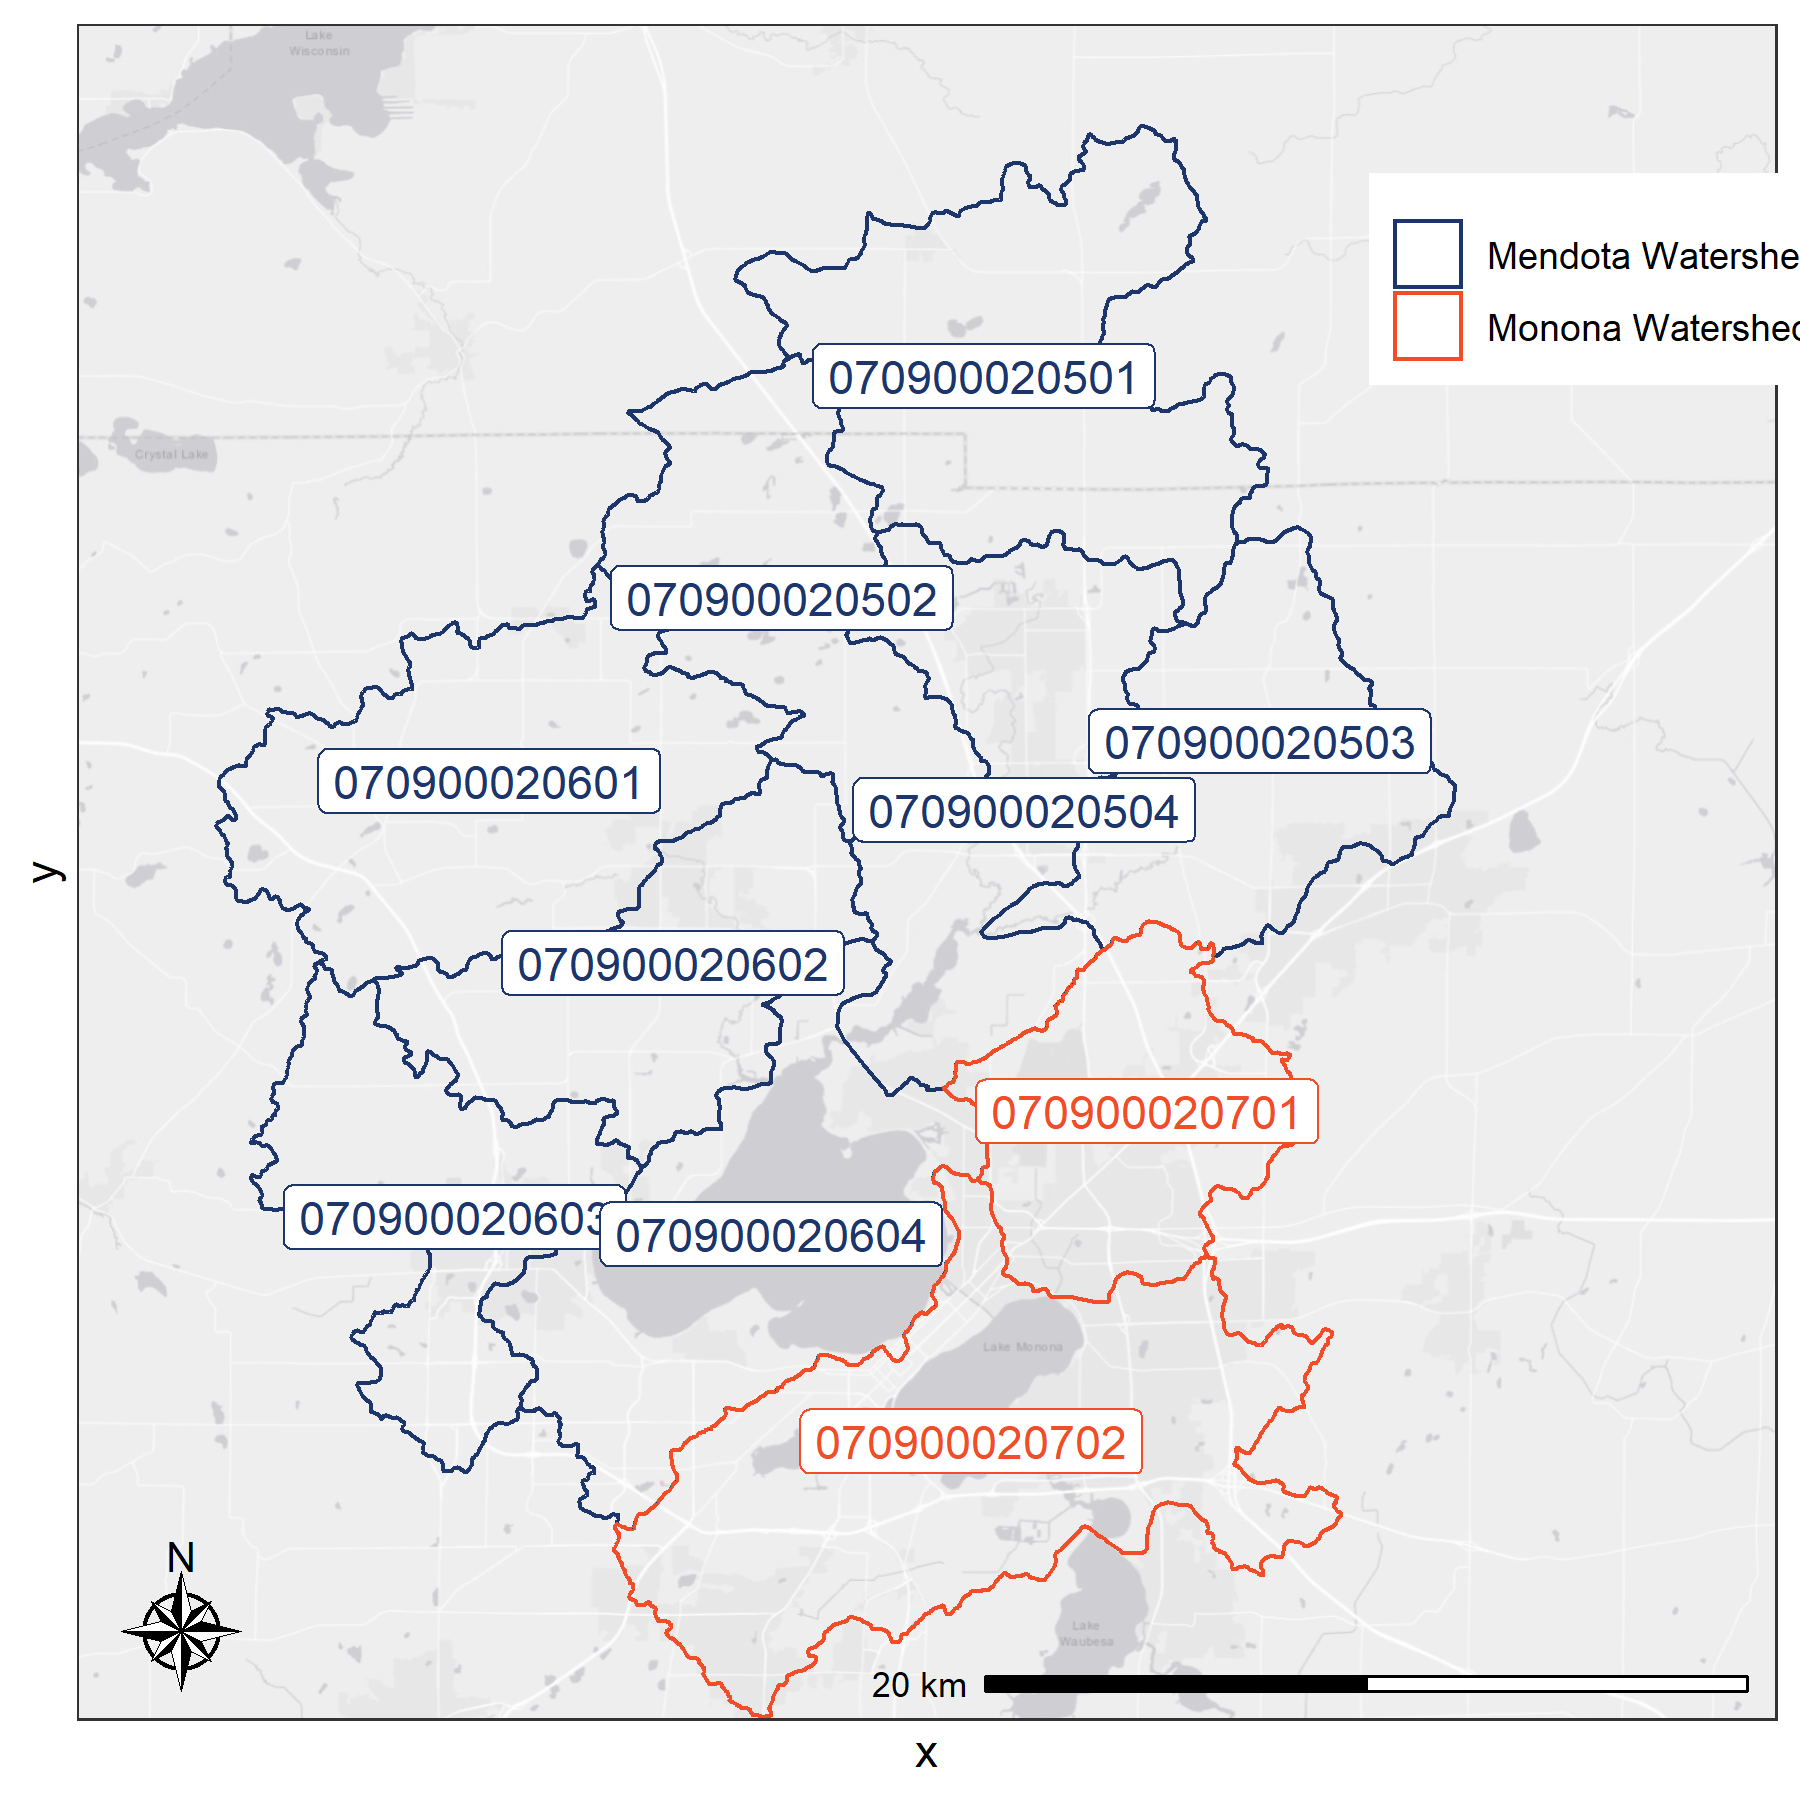 Lake
Wisconsin
Mendota Watershe
Monona Watershed
070900020501
Crystal Lake
070900020502
070900020503
070900020601
070900020504
070900020602
070900020701
070900020603
070900020604
Lake Monona
070900020702
N
Lake
Waubesa
20 km
x
y